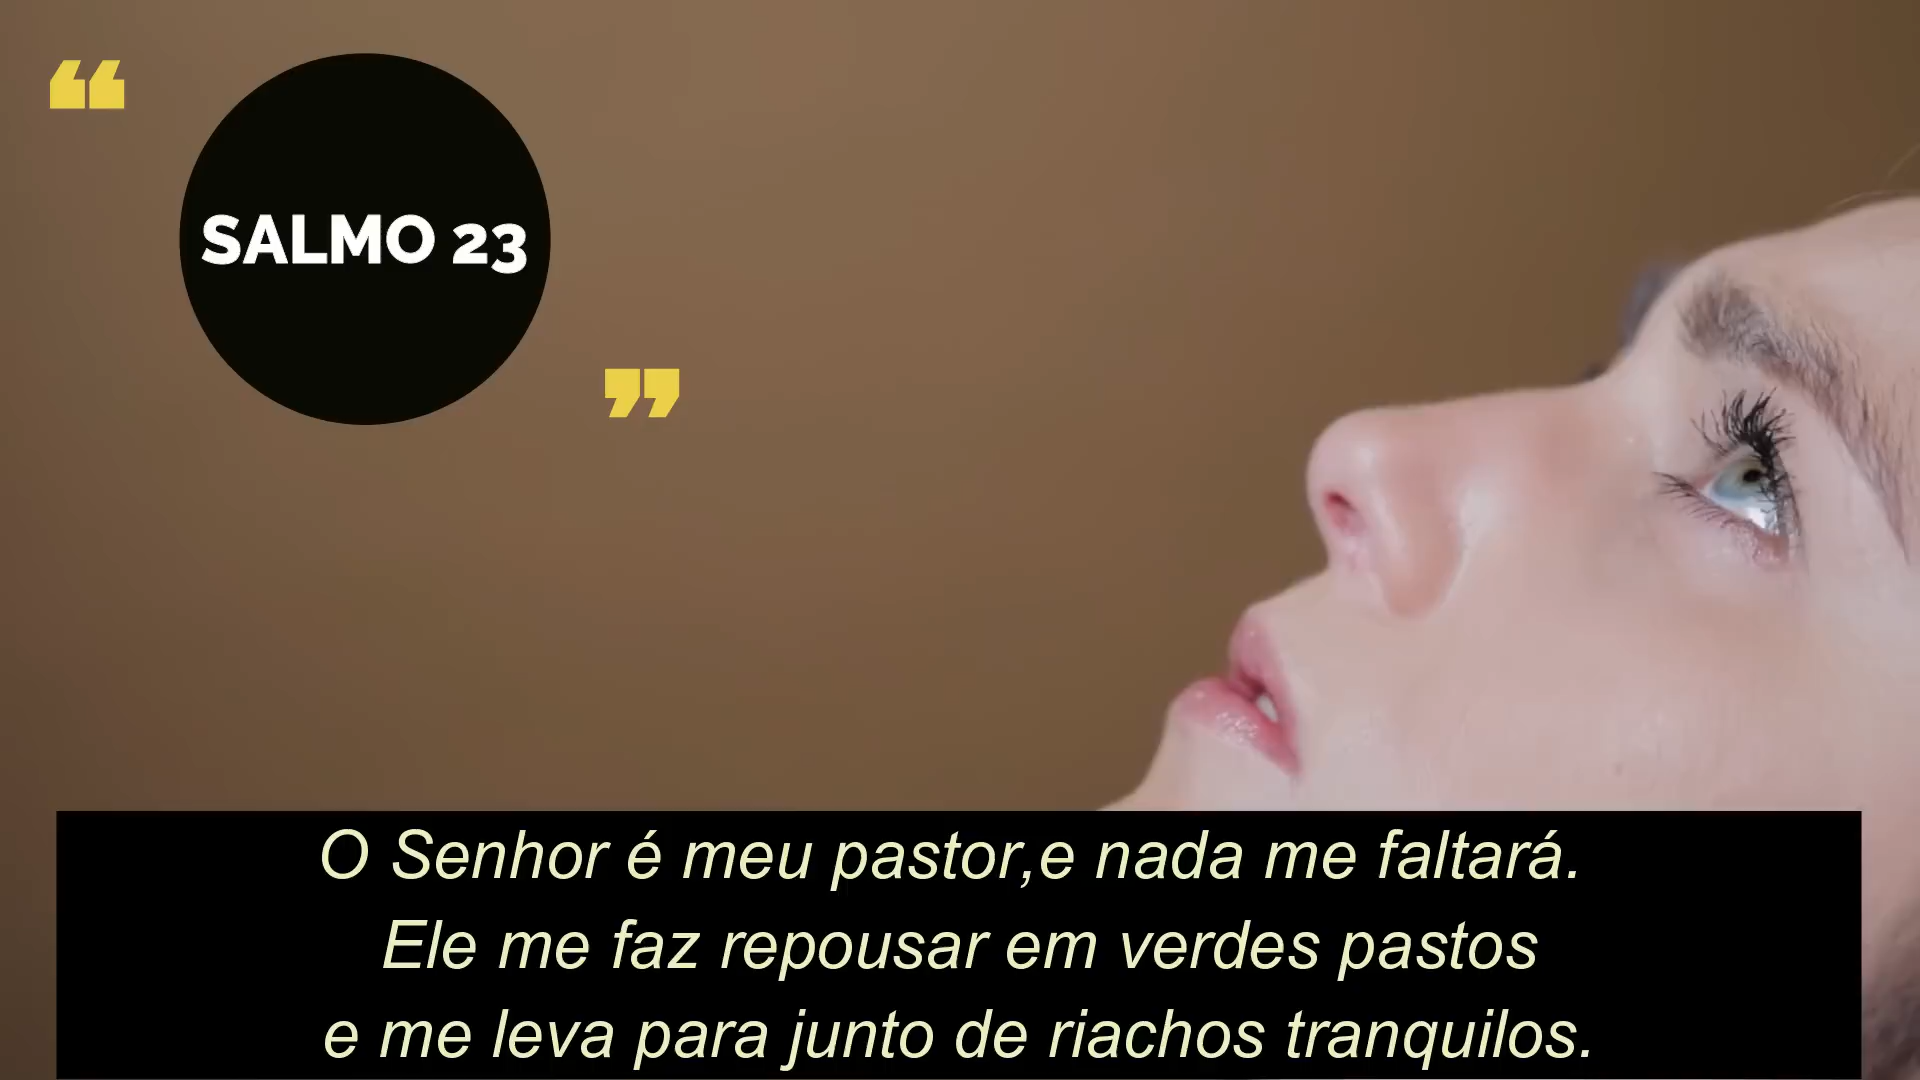 ❝
SALMO 23
❞
O Senhor é meu pastor,e nada me faltará.
Ele me faz repousar em verdes pastos
e me leva para junto de riachos tranquilos.